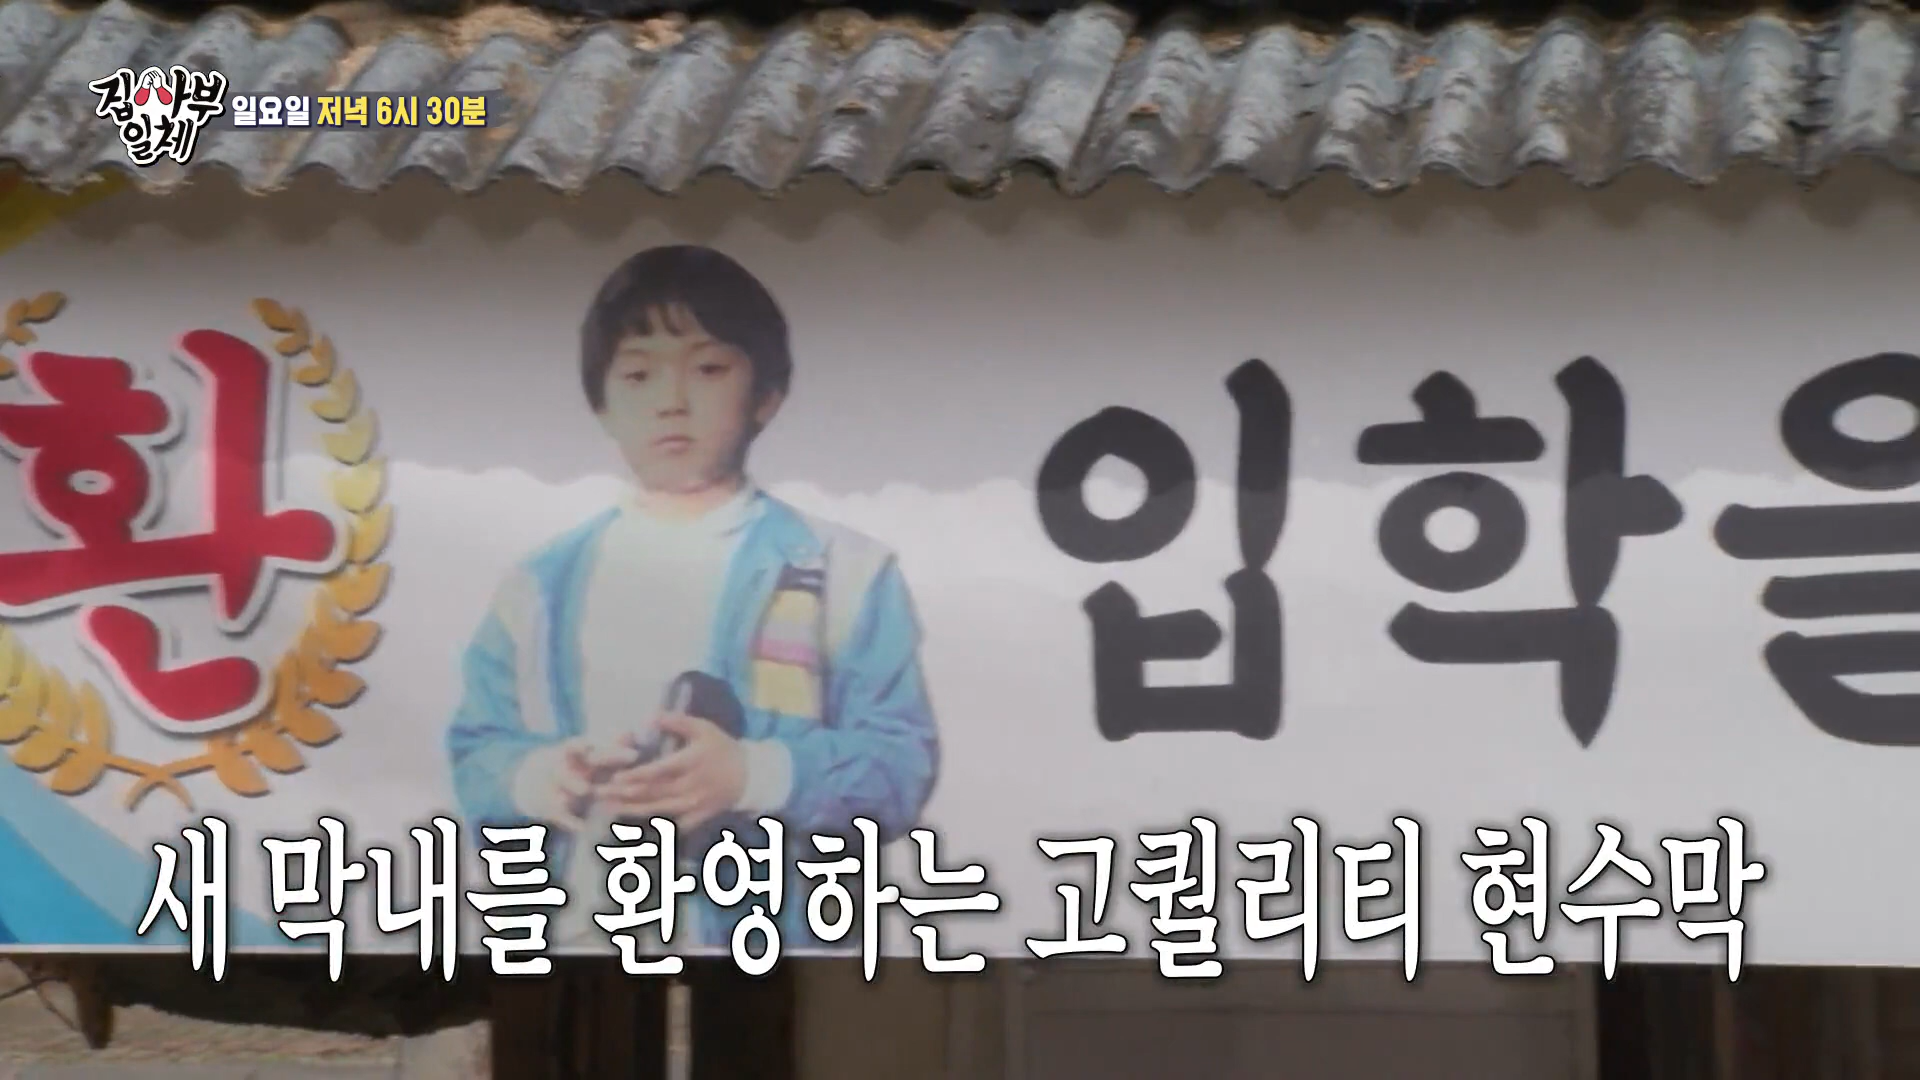 집사부
일체
일요일 저녁 6시 30분
환 입학을
새 막내를 환영하는 고퀄리티 현수막